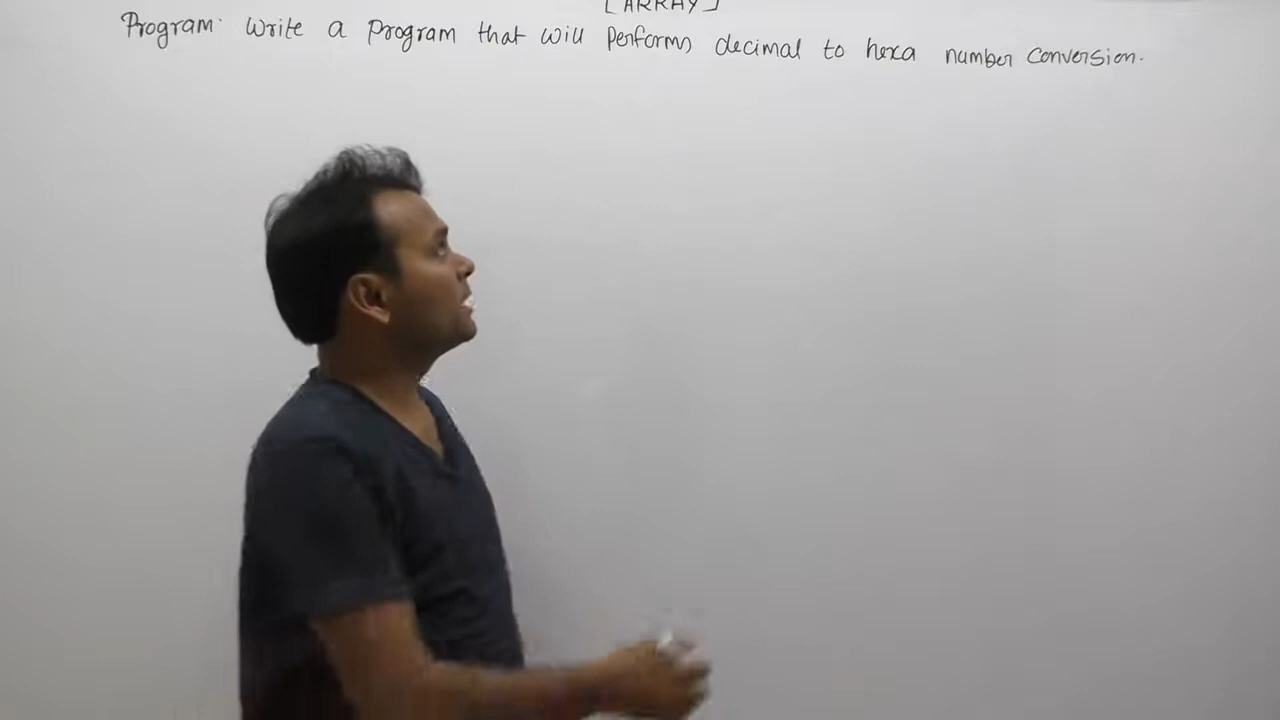 [ARRAY]
Program: Write a program that will performs decimal to hexa number conversion.